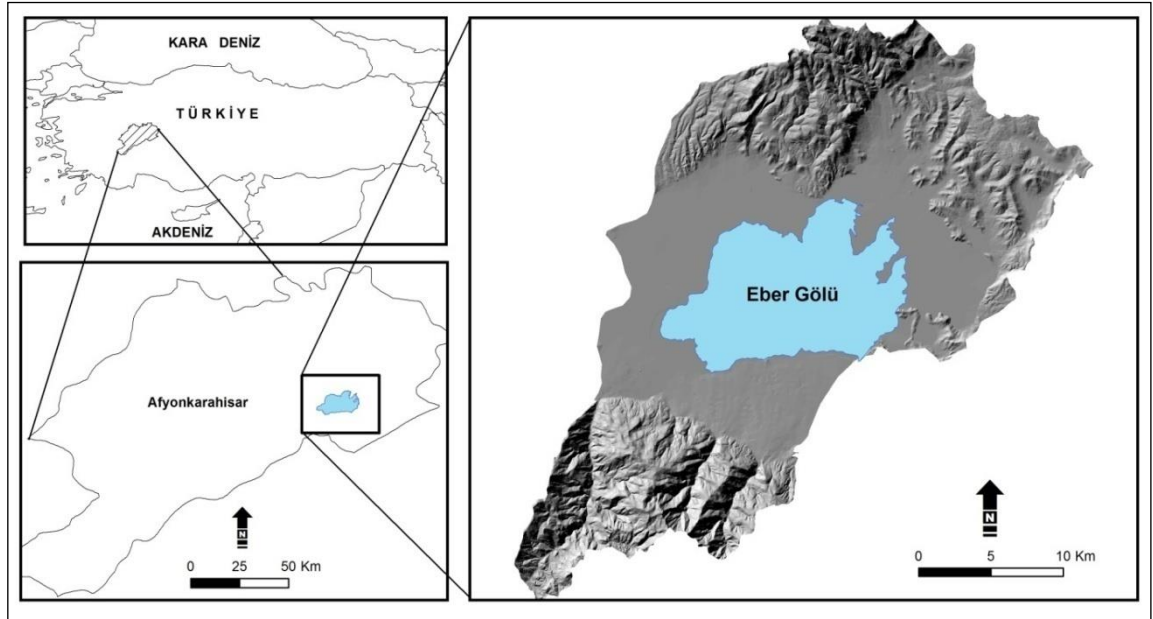 KARA DENİZ
TÜRKİYE
AKDENİZ
Afyonkarahisar
N
0 25 50 Km
Eber Gölü
N
0 5 10 Km